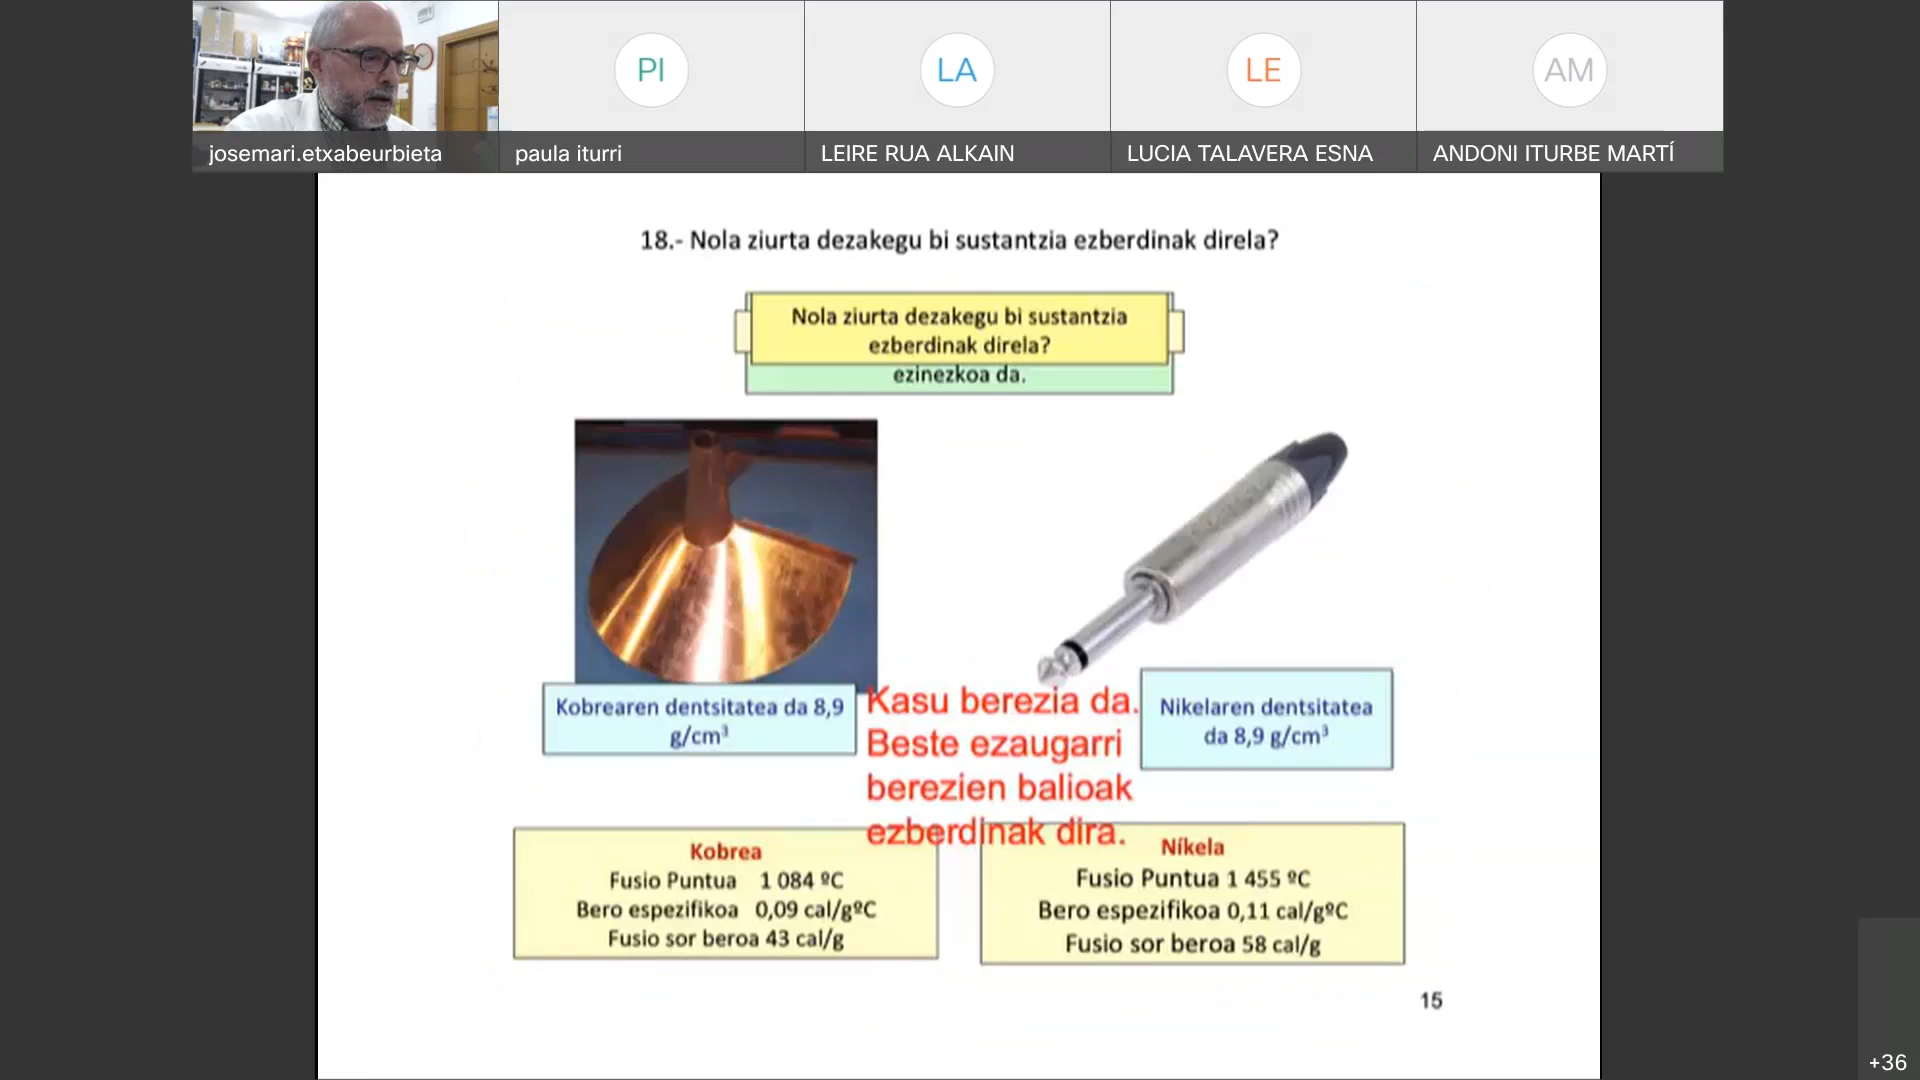 PI
LA
LE
AM
josemari.etxabeurbieta
paula iturri
LEIRE RUA ALKAIN
LUCIA TALAVERA ESNA
ANDONI ITURBE MARTÍ
18.- Nola ziurta dezakegu bi sustantzia ezberdinak direla?
Nola ziurta dezakegu bi sustantzia
ezberdinak direla?
ezinezkoa da.
Kobrearen dentsitatea da 8,9
g/cm³
Kasu berezia da.
Beste ezaugarri
berezien balioak
ezberdinak dira.
Nikelaren dentsitatea
da 8,9 g/cm³
Kobrea
Fusio Puntua 1 084 ºC
Bero espezifikoa 0,09 cal/gºC
Fusio sor beroa 43 cal/g
Níkela
Fusio Puntua 1 455 ºC
Bero espezifikoa 0,11 cal/gºC
Fusio sor beroa 58 cal/g
15
+36